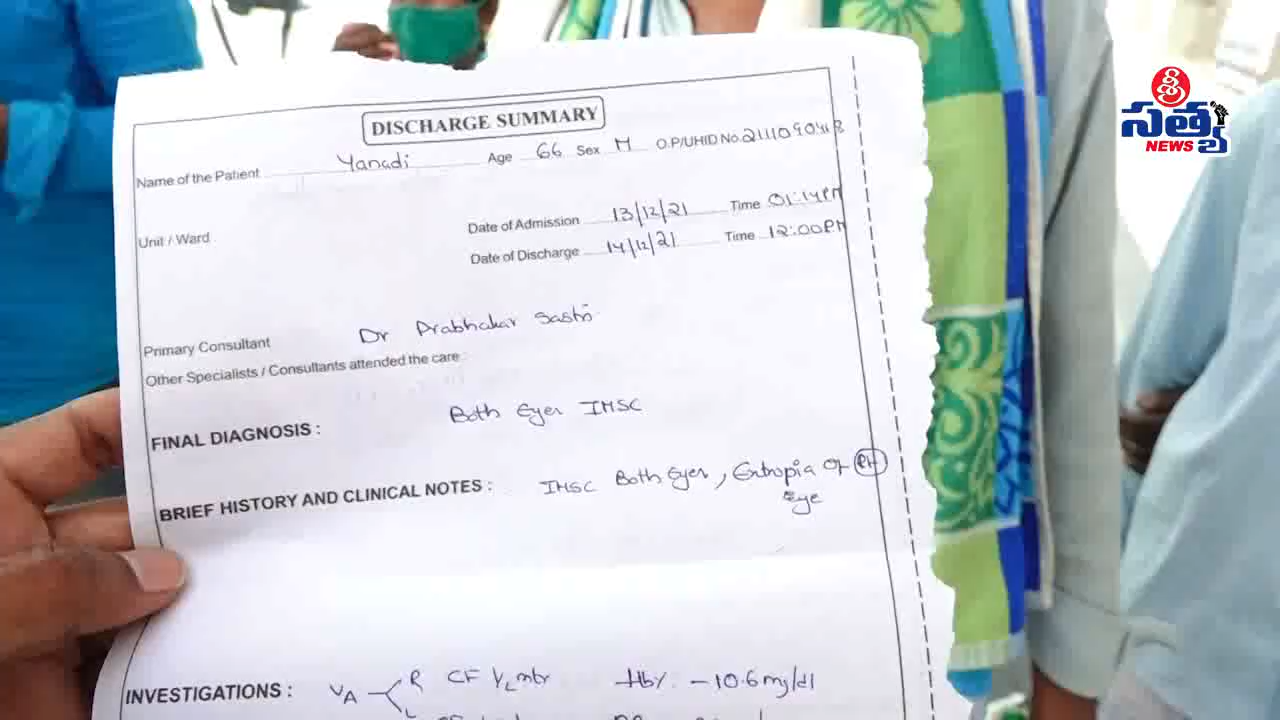 శ్రీ
సత్య
NEWS
DISCHARGE SUMMARY
Name of the Patient Yanadi Age 66 Sex M O.P/UHID No.
Unit / Ward
Date of Admission 13/12/21 Time 01:14PM
Date of Discharge 14/12/21 Time 12:00PM
Primary Consultant Dr Prabhakar Sastri
Other Specialists / Consultants attended the care :
FINAL DIAGNOSIS : Both Eyes IMSC
BRIEF HISTORY AND CLINICAL NOTES : IMSC Both Eyes, Of RH
Eye
INVESTIGATIONS : VA R CF Hb%: - 10.6 mg/dl
L